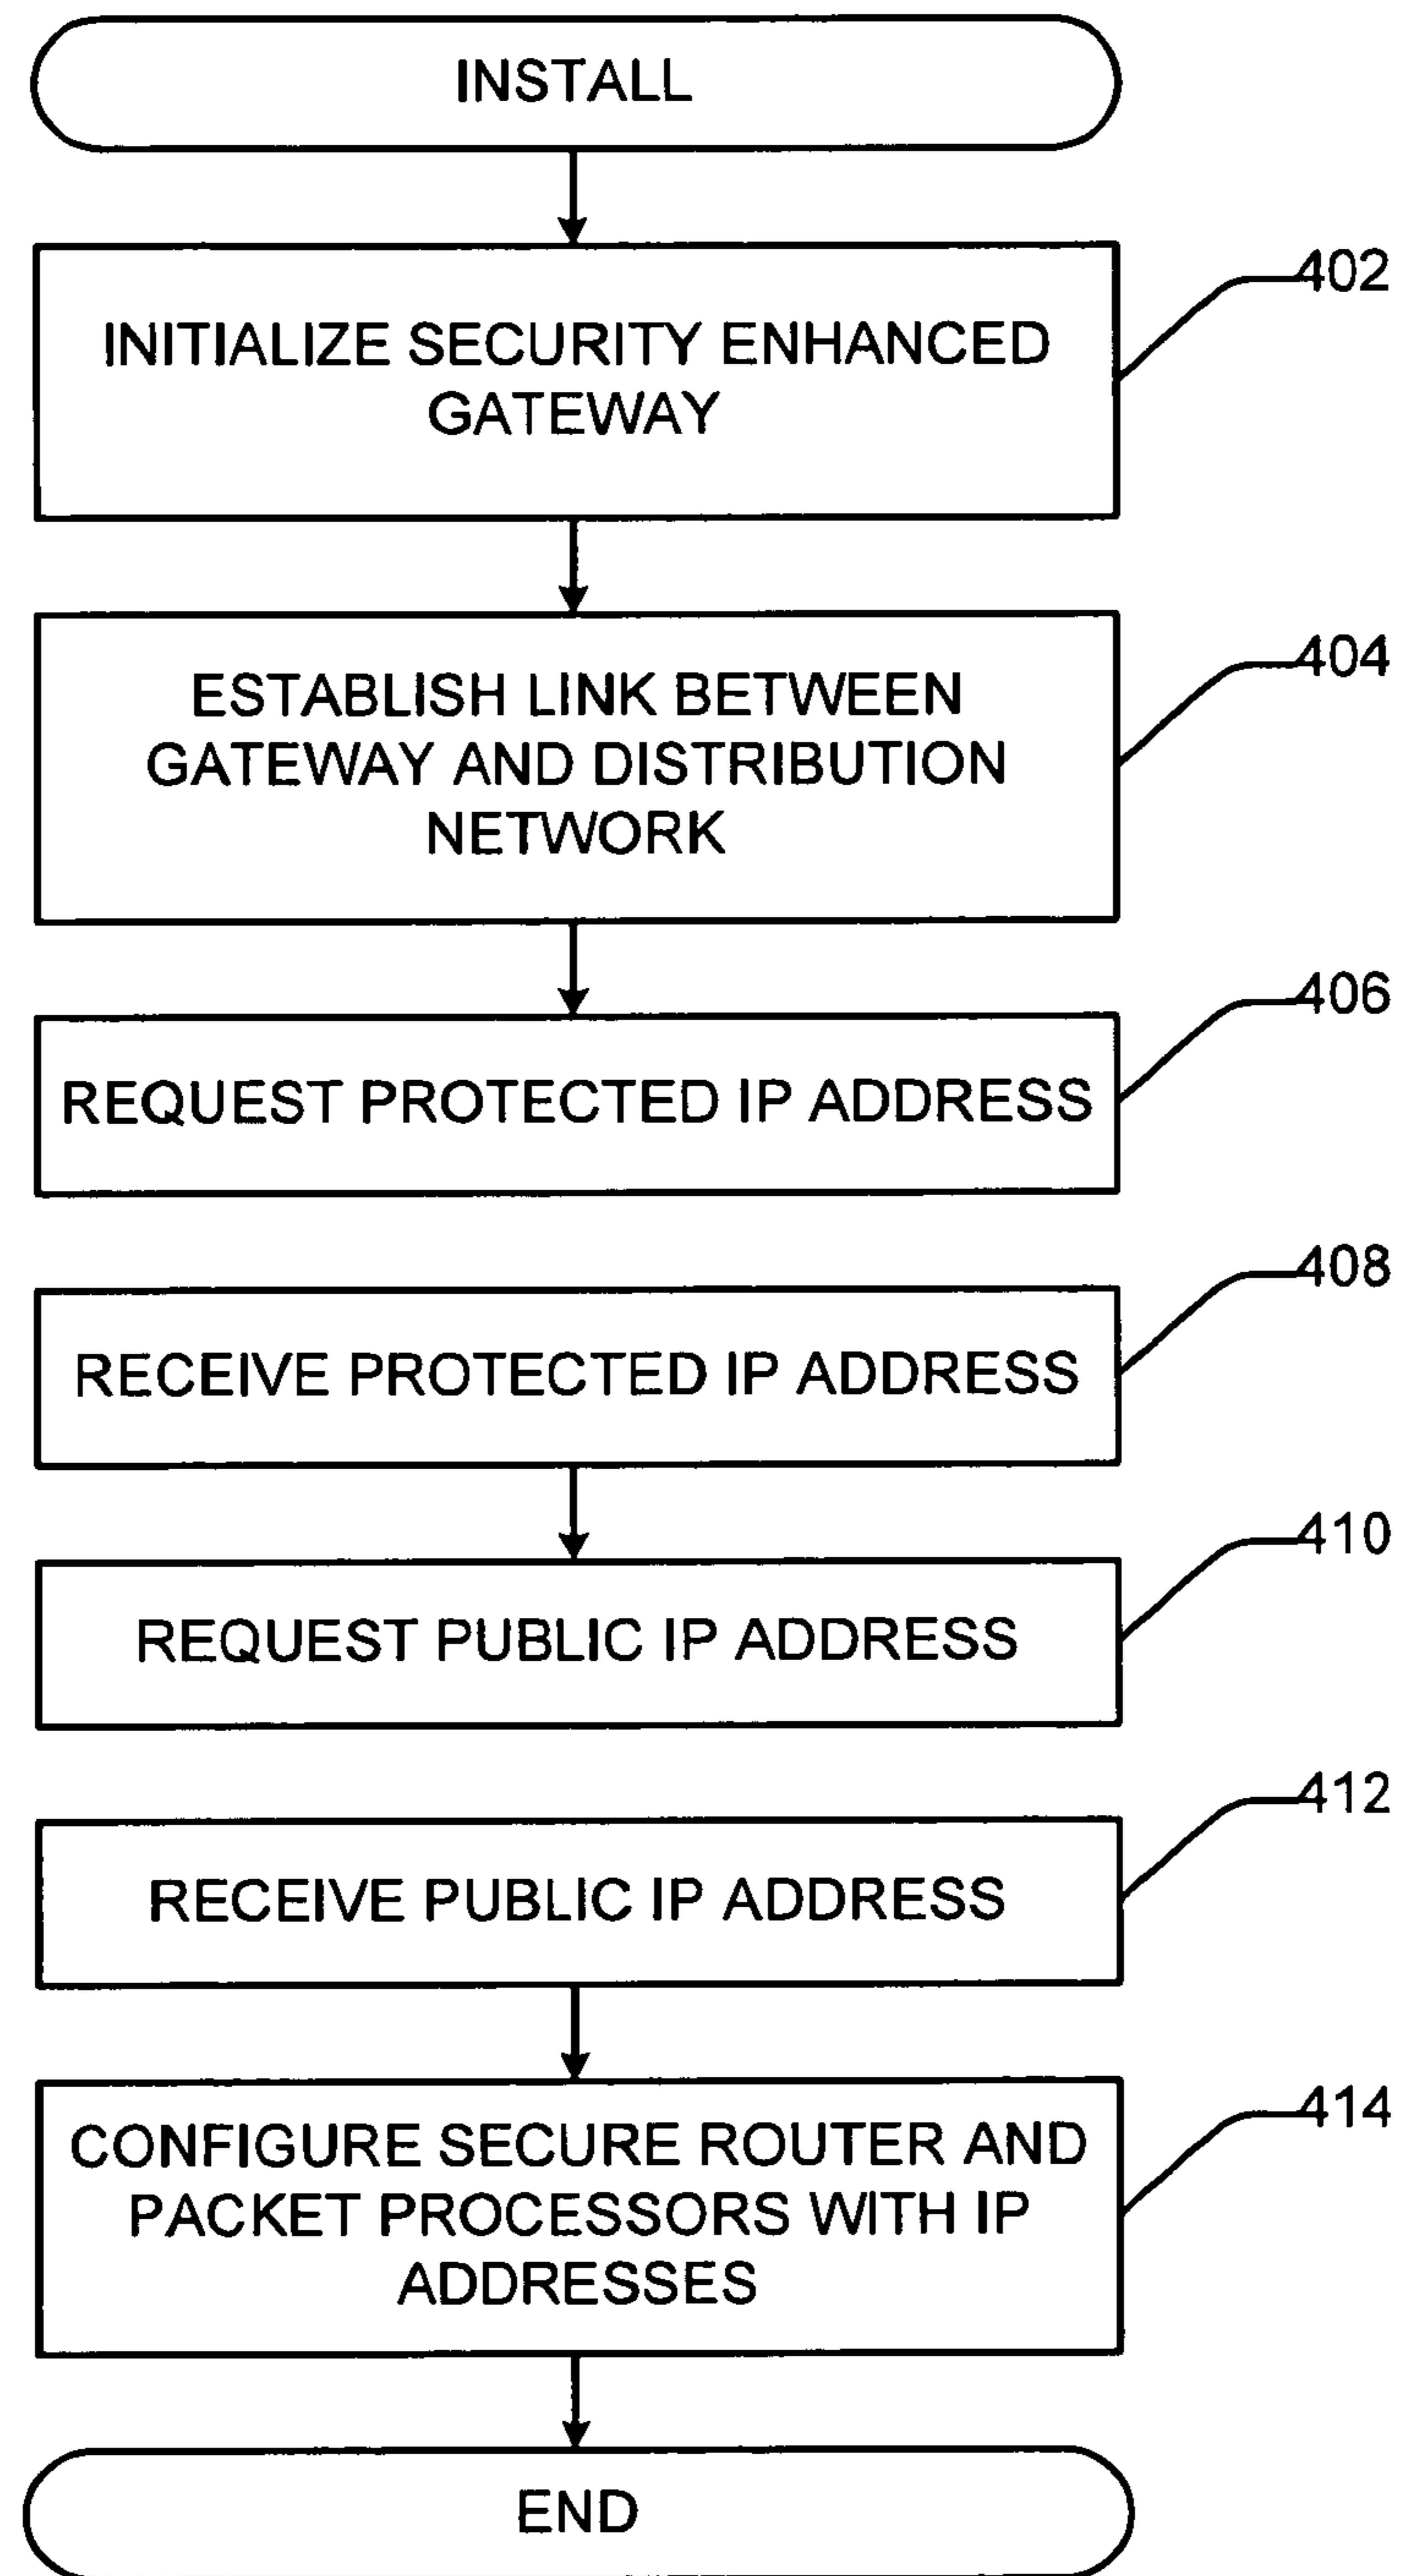 INSTALL
402
INITIALIZE SECURITY ENHANCED
GATEWAY
404
ESTABLISH LINK BETWEEN
GATEWAY AND DISTRIBUTION
NETWORK
406
REQUEST PROTECTED IP ADDRESS
408
RECEIVE PROTECTED IP ADDRESS
410
REQUEST PUBLIC IP ADDRESS
412
RECEIVE PUBLIC IP ADDRESS
414
CONFIGURE SECURE ROUTER AND
PACKET PROCESSORS WITH IP
ADDRESSES
END